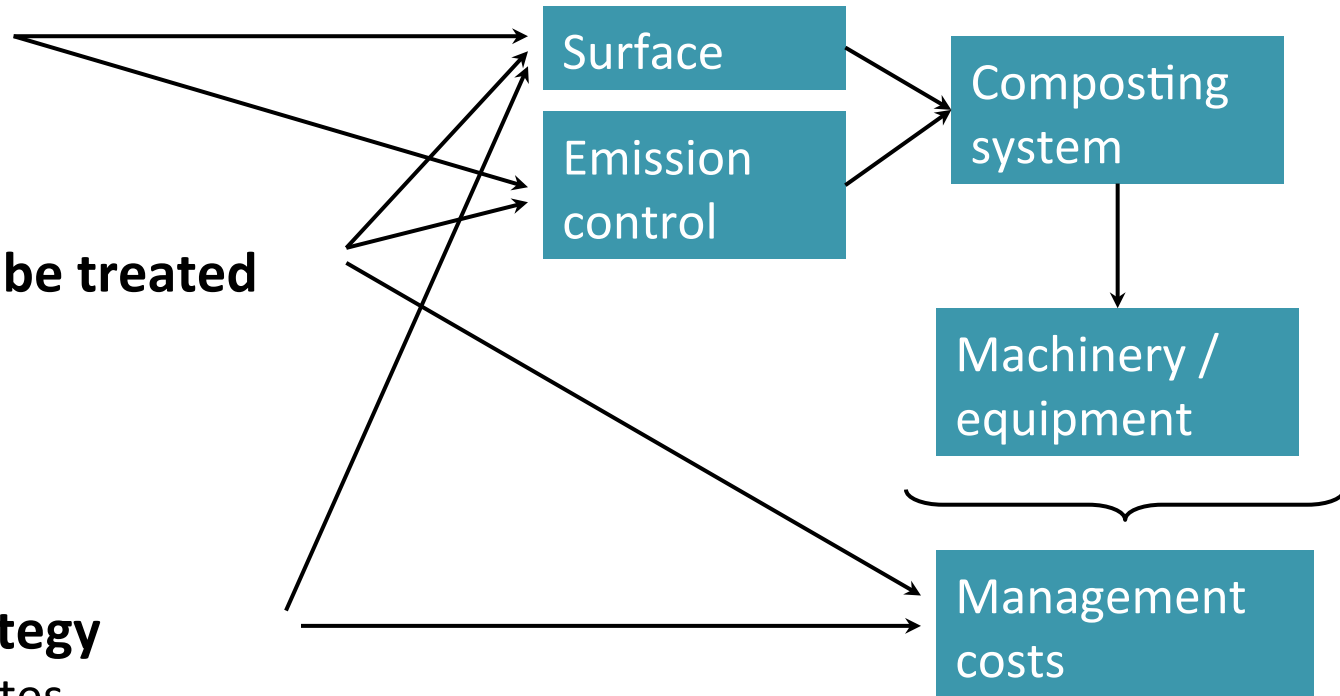 Surface
Composting
system
Emission
control
be treated
Machinery /
equipment
Management
costs
tegy